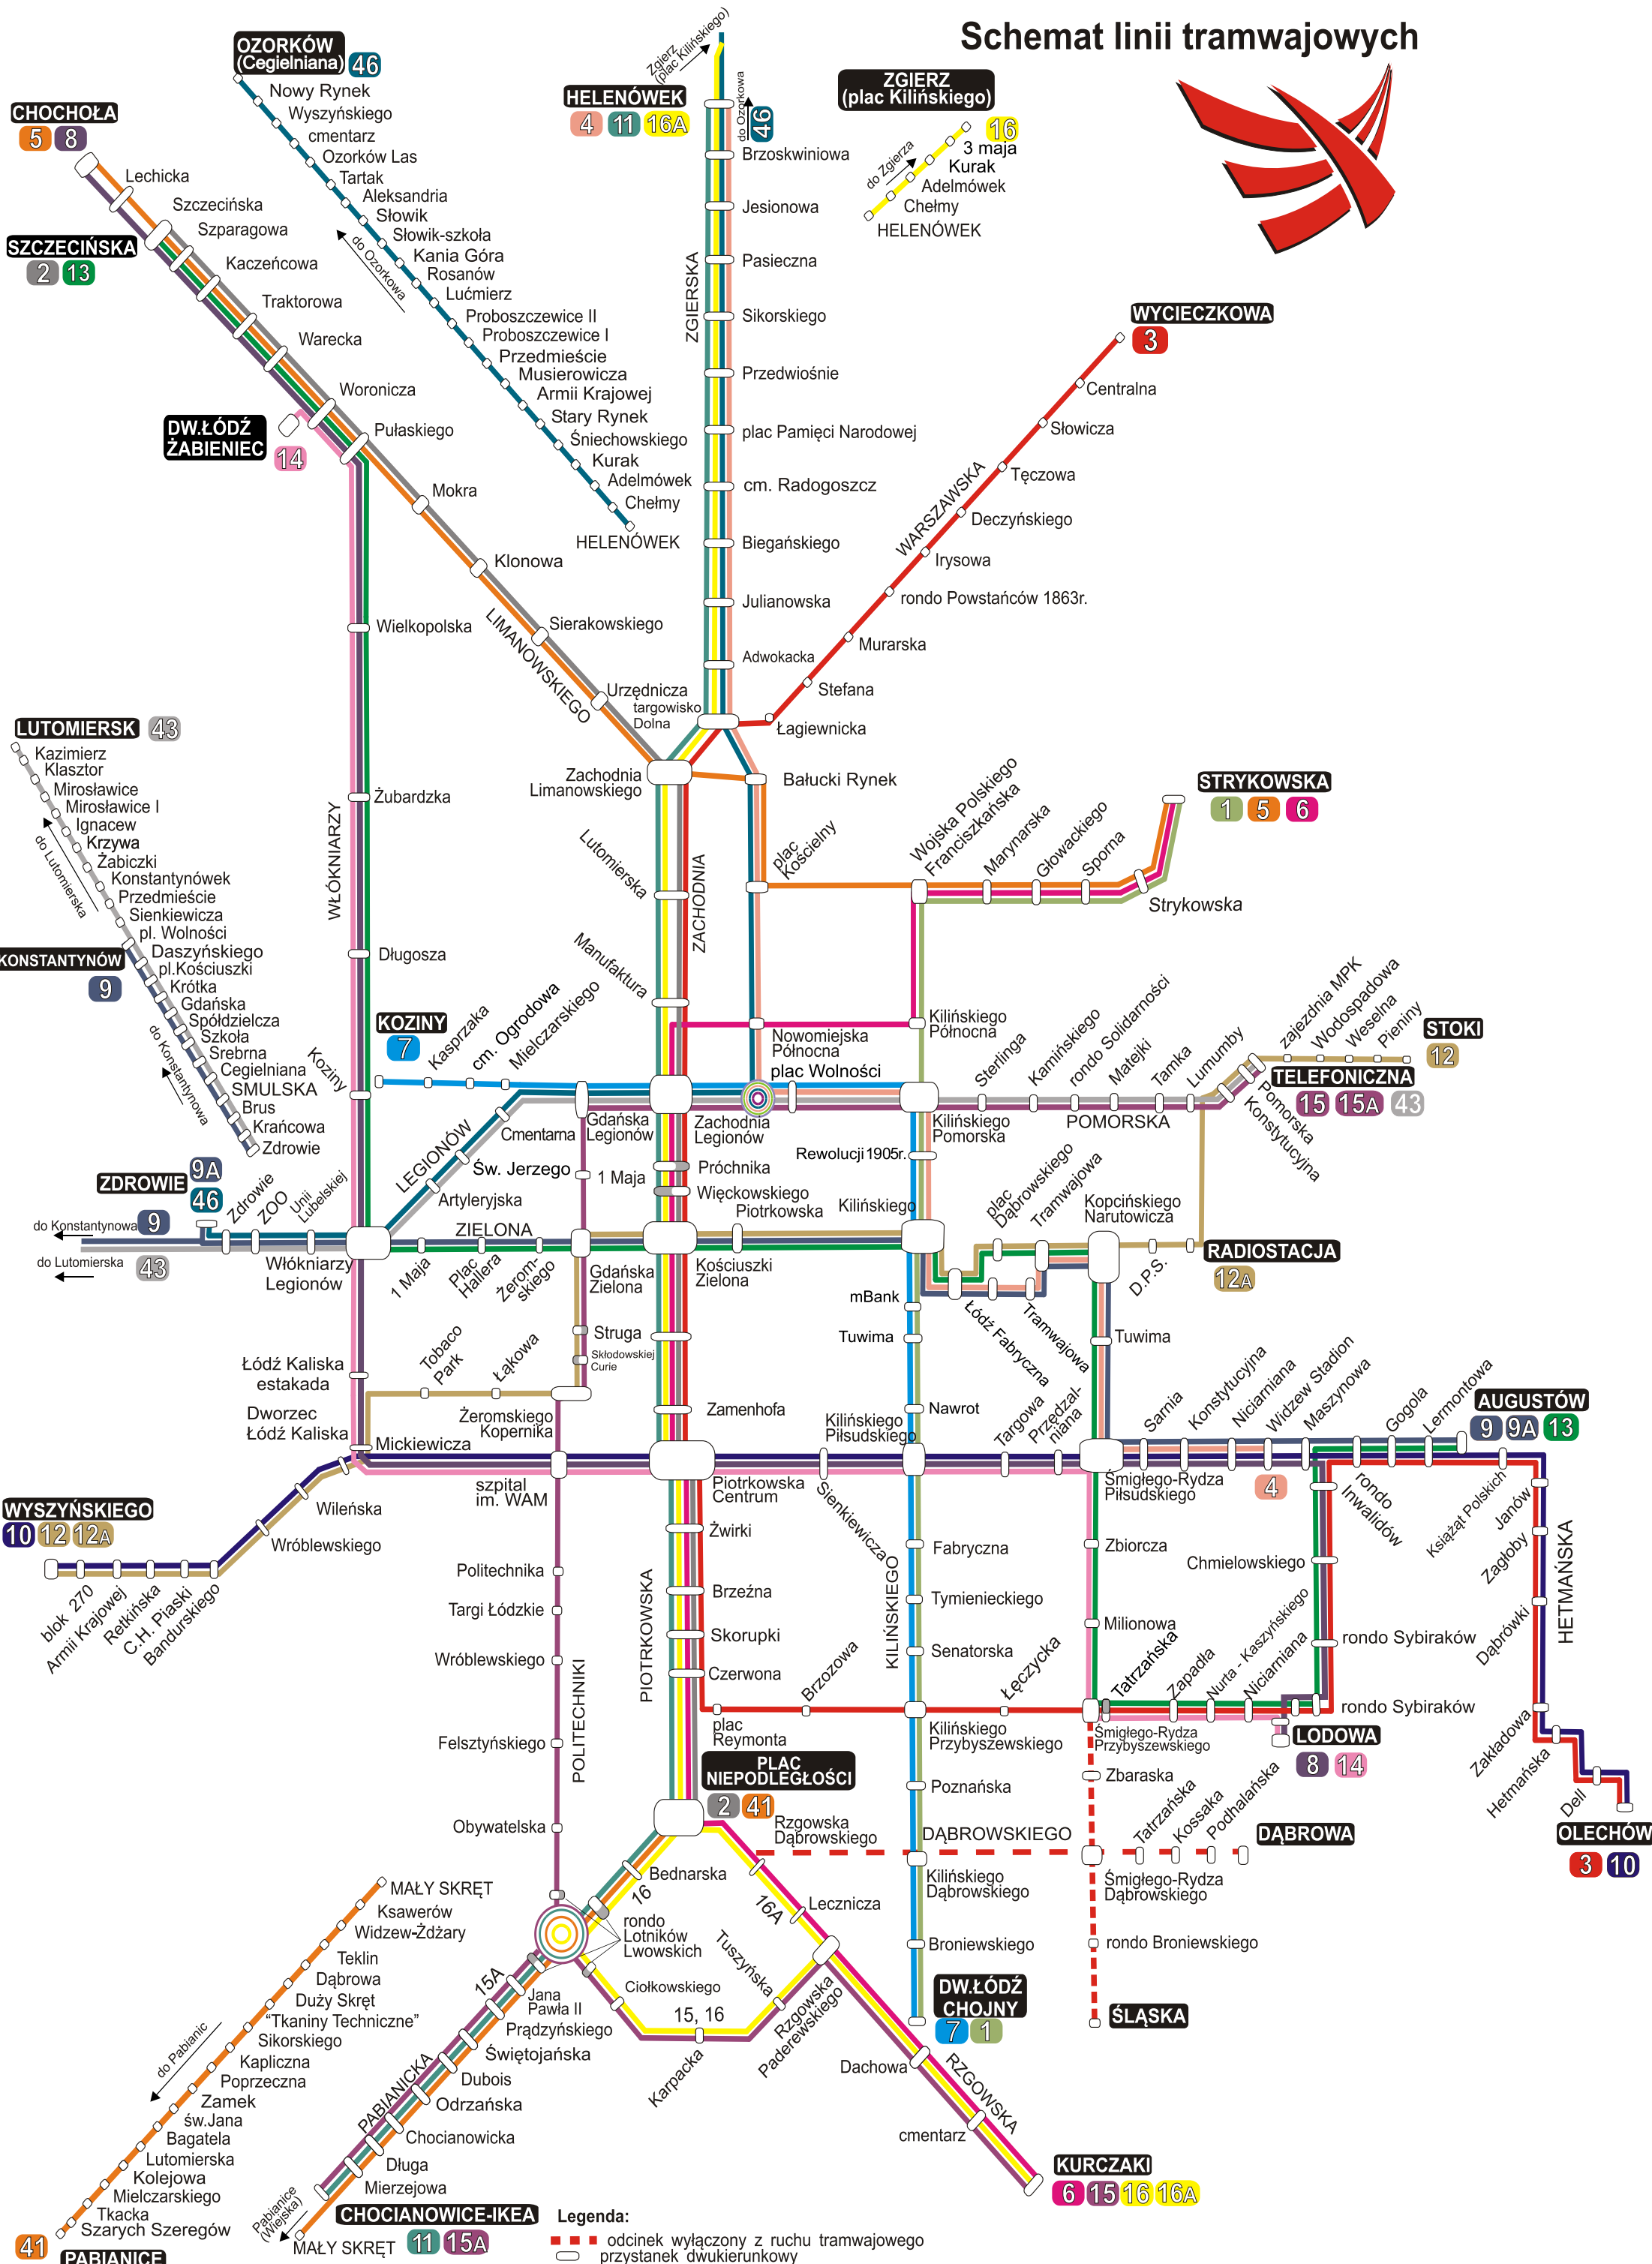 Schemat linii tramwajowych
OZORKÓW
(Cegielniana) 46
Nowy Rynek
Wyszyńskiego
cmentarz
Ozorków Las
Tartak
Aleksandria
Słowik
Słowik-szkoła
Kania Góra
Rosanów
Lućmierz
Proboszczewice II
Proboszczewice I
Przedmieście
Musierowicza
Armii Krajowej
Stary Rynek
Śniechowskiego
Kurak
Adelmówek
Chełmy
HELENÓWEK
do Ozorkowa
CHOCHOŁA
5 8
Lechicka
Szczecińska
Szparagowa
Kaczeńcowa
Traktorowa
Warecka
Woronicza
Pułaskiego
SZCZECIŃSKA
2 13
DW.ŁÓDŹ
ŻABIENIEC
14
Mokra
Klonowa
Sierakowskiego
Urzędnicza
targowisko
Dolna
LIMANOWSKIEGO
Zachodnia
Limanowskiego
Zgierz
(plac Kilińskiego)
HELENÓWEK
4 11 16A
do Ozorkowa
46
Brzoskwiniowa
Jesionowa
Pasieczna
Sikorskiego
Przedwiośnie
plac Pamięci Narodowej
cm. Radogoszcz
Biegańskiego
Julianowska
Adwokacka
ZGIERSKA
ZGIERZ
(plac Kilińskiego)
16
3 maja
Kurak
Adelmówek
Chełmy
HELENÓWEK
do Zgierza
WYCIECZKOWA
3
Centralna
Słowicza
Tęczowa
Deczyńskiego
Irysowa
rondo Powstańców 1863r.
Murarska
Stefana
Łagiewnicka
WARSZAWSKA
Bałucki Rynek
plac
Kościelny
Wojska Polskiego
Franciszkańska
Marynarska
Głowackiego
Sporna
Strykowska
STRYKOWSKA
1 5 6
Wielkopolska
Żubardzka
Długosza
Koziny
WŁÓKNIARZY
LUTOMIERSK 43
Kazimierz
Klasztor
Mirosławice
Mirosławice I
Ignacew
Krzywa
Żabiczki
Konstantynówek
Przedmieście
Sienkiewicza
pl. Wolności
Daszyńskiego
pl.Kościuszki
Krótka
Gdańska
Spółdzielcza
Szkoła
Srebrna
Cegielniana
SMULSKA
Brus
Krańcowa
Zdrowie
do Lutomierska
do Konstantynowa
KONSTANTYNÓW
9
Lutomierska
Manufaktura
ZACHODNIA
KOZINY
7
Kasprzaka
cm. Ogrodowa
Mielczarskiego
Nowomiejska
Północna
plac Wolności
Kilińskiego
Północna
Sterlinga
Kamińskiego
rondo Solidarności
Matejki
Tamka
Lumumby
POMORSKA
zajezdnia MPK
Wodospadowa
Weselna
Pieniny
STOKI
12
TELEFONICZNA
15 15A 43
Pomorska
Konstytucyjna
Cmentarna
Gdańska
Legionów
Zachodnia
Legionów
Kilińskiego
Pomorska
LEGIONÓW
Św. Jerzego
Artyleryjska
1 Maja
Próchnika
Więckowskiego
Piotrkowska
Rewolucji 1905r.
Kilińskiego
plac
Dąbrowskiego
Tramwajowa
Kopcińskiego
Narutowicza
D.P.S.
RADIOSTACJA
12A
ZDROWIE
9A
46
do Konstantynowa 9
do Lutomierska 43
Zdrowie
ZOO
Unii
Lubelskiej
Włókniarzy
Legionów
ZIELONA
1 Maja
Plac
Hallera
Żerom-
skiego
Gdańska
Zielona
Kościuszki
Zielona
mBank
Tuwima
Nawrot
Łódź Fabryczna
Tramwajowa
Tuwima
Struga
Skłodowskiej
Curie
Zamenhofa
Łódź Kaliska
estakada
Tobaco
Park
Łąkowa
Żeromskiego
Kopernika
Dworzec
Łódź Kaliska
Mickiewicza
szpital
im. WAM
Piotrkowska
Centrum
Sienkiewicza
Kilińskiego
Piłsudskiego
Targowa
Przędzal-
niana
Śmigłego-Rydza
Piłsudskiego
Sarnia
Konstytucyjna
Niciarniana
Widzew Stadion
Maszynowa
4
rondo
Inwalidów
Gogola
Lermontowa
AUGUSTÓW
9 9A 13
Książąt Polskich
Janów
Zagłoby
Dąbrówki
Zakładowa
Hetmańska
Dell
HETMAŃSKA
OLECHÓW
3 10
WYSZYŃSKIEGO
10 12 12A
Wileńska
Wróblewskiego
blok 270
Armii Krajowej
Retkińska
C.H. Piaski
Bandurskiego
Politechnika
Targi Łódzkie
Wróblewskiego
Felsztyńskiego
Obywatelska
POLITECHNIKI
Żwirki
Brzeźna
Skorupki
Czerwona
PIOTRKOWSKA
plac
Reymonta
Brzozowa
Łęczycka
Fabryczna
Tymienieckiego
Senatorska
KILIŃSKIEGO
Kilińskiego
Przybyszewskiego
Poznańska
Zbiorcza
Milionowa
Tatrzańska
Zapadła
Nurta - Kaszyńskiego
Niciarniana
Śmigłego-Rydza
Przybyszewskiego
Chmielowskiego
rondo Sybiraków
rondo Sybiraków
LODOWA
8 14
Zbaraska
Tatrzańska
Kossaka
Podhalańska
DĄBROWA
Śmigłego-Rydza
Dąbrowskiego
rondo Broniewskiego
ŚLĄSKA
PLAC
NIEPODLEGŁOŚCI
2 41
Rzgowska
Dąbrowskiego
DĄBROWSKIEGO
Kilińskiego
Dąbrowskiego
Broniewskiego
DW.ŁÓDŹ
CHOJNY
7 1
Bednarska
16
16A
Lecznicza
rondo
Lotników
Lwowskich
Ciołkowskiego
Tuszyńska
15, 16
Karpacka
Rzgowska
Paderewskiego
Dachowa
cmentarz
RZGOWSKA
KURCZAKI
6 15 16 16A
15A
Jana
Pawła II
Prądzyńskiego
Świętojańska
Dubois
Odrzańska
Chocianowicka
Długa
Mierzejowa
PABIANICKA
CHOCIANOWICE-IKEA
11 15A
Pabianice
(Wiejska)
MAŁY SKRĘT
MAŁY SKRĘT
Ksawerów
Widzew-Żdżary
Teklin
Dąbrowa
Duży Skręt
“Tkaniny Techniczne”
Sikorskiego
Kapliczna
Poprzeczna
Zamek
św.Jana
Bagatela
Lutomierska
Kolejowa
Mielczarskiego
Tkacka
Szarych Szeregów
do Pabianic
41
PABIANICE
Legenda:
odcinek wyłączony z ruchu tramwajowego
przystanek dwukierunkowy